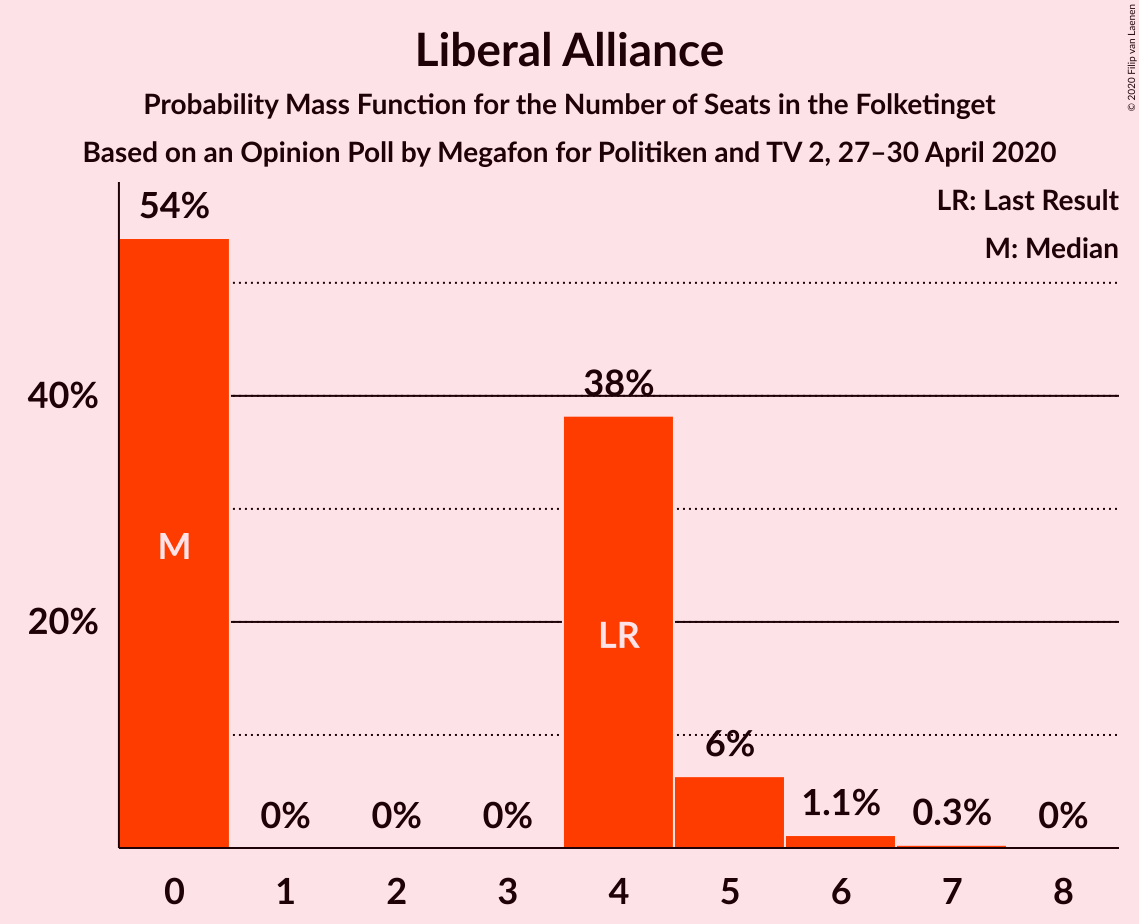 Liberal Alliance
Probability Mass Function for the Number of Seats in the Folketinget
Based on an Opinion Poll by Megafon for Politiken and TV 2, 27–30 April 2020
© 2020 Filip van Laenen
LR: Last Result
M: Median
54%
38%
40%
M
20%
LR
6%
0%
0%
0%
1.1%
0.3%
0%
0
1
2
3
4
5
6
7
8